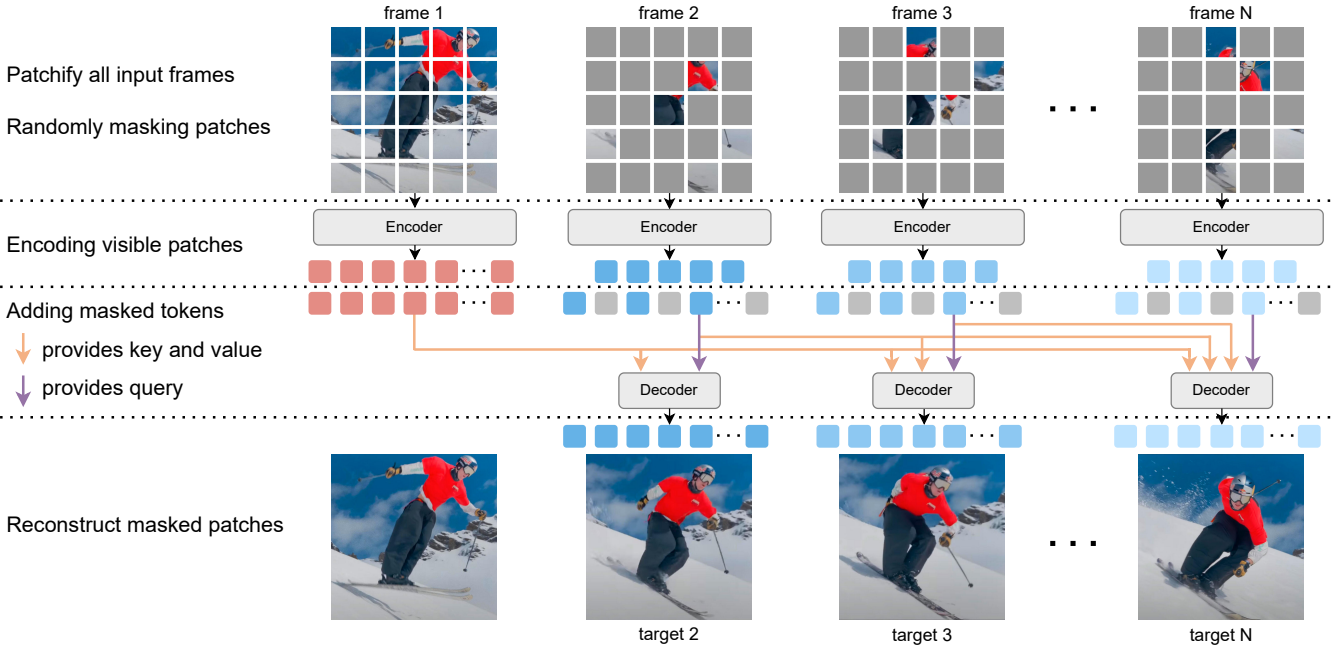 frame 1
frame 2
frame 3
frame N
Patchify all input frames
Randomly masking patches
Encoder
Encoder
Encoder
Encoder
Encoding visible patches
Adding masked tokens
provides key and value
provides query
Decoder
Decoder
Decoder
Reconstruct masked patches
target 2
target 3
target N